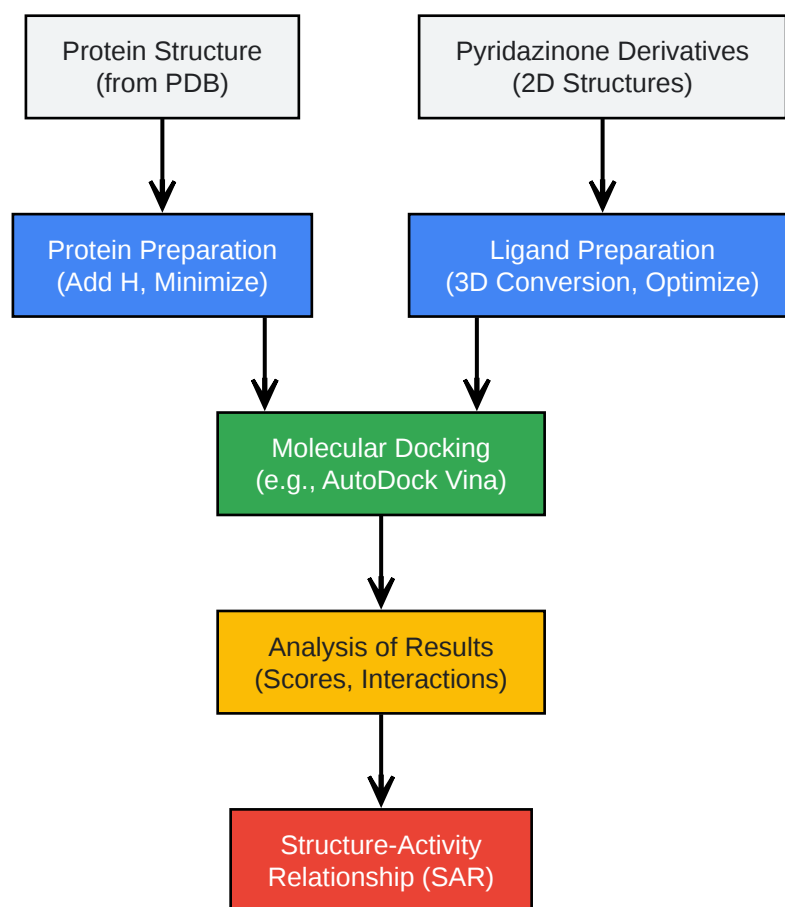 Protein Structure
(from PDB)
Pyridazinone Derivatives
(2D Structures)
Protein Preparation
(Add H, Minimize)
Ligand Preparation
(3D Conversion, Optimize)
Molecular Docking
(e.g., AutoDock Vina)
Analysis of Results
(Scores, Interactions)
Structure-Activity
Relationship (SAR)